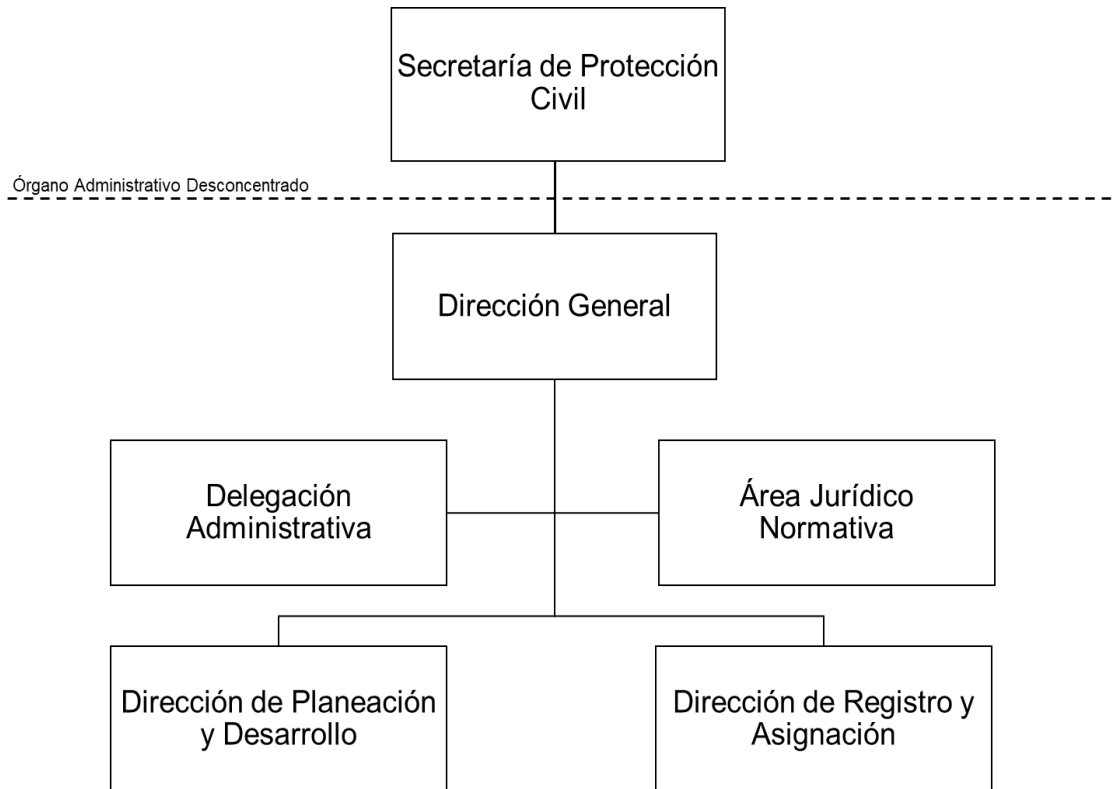 Secretaría de Protección
Civil
Órgano Administrativo Desconcentrado
Dirección General
Delegación
Administrativa
Área Jurídico
Normativa
Dirección de Planeación
y Desarrollo
Dirección de Registro y
Asignación